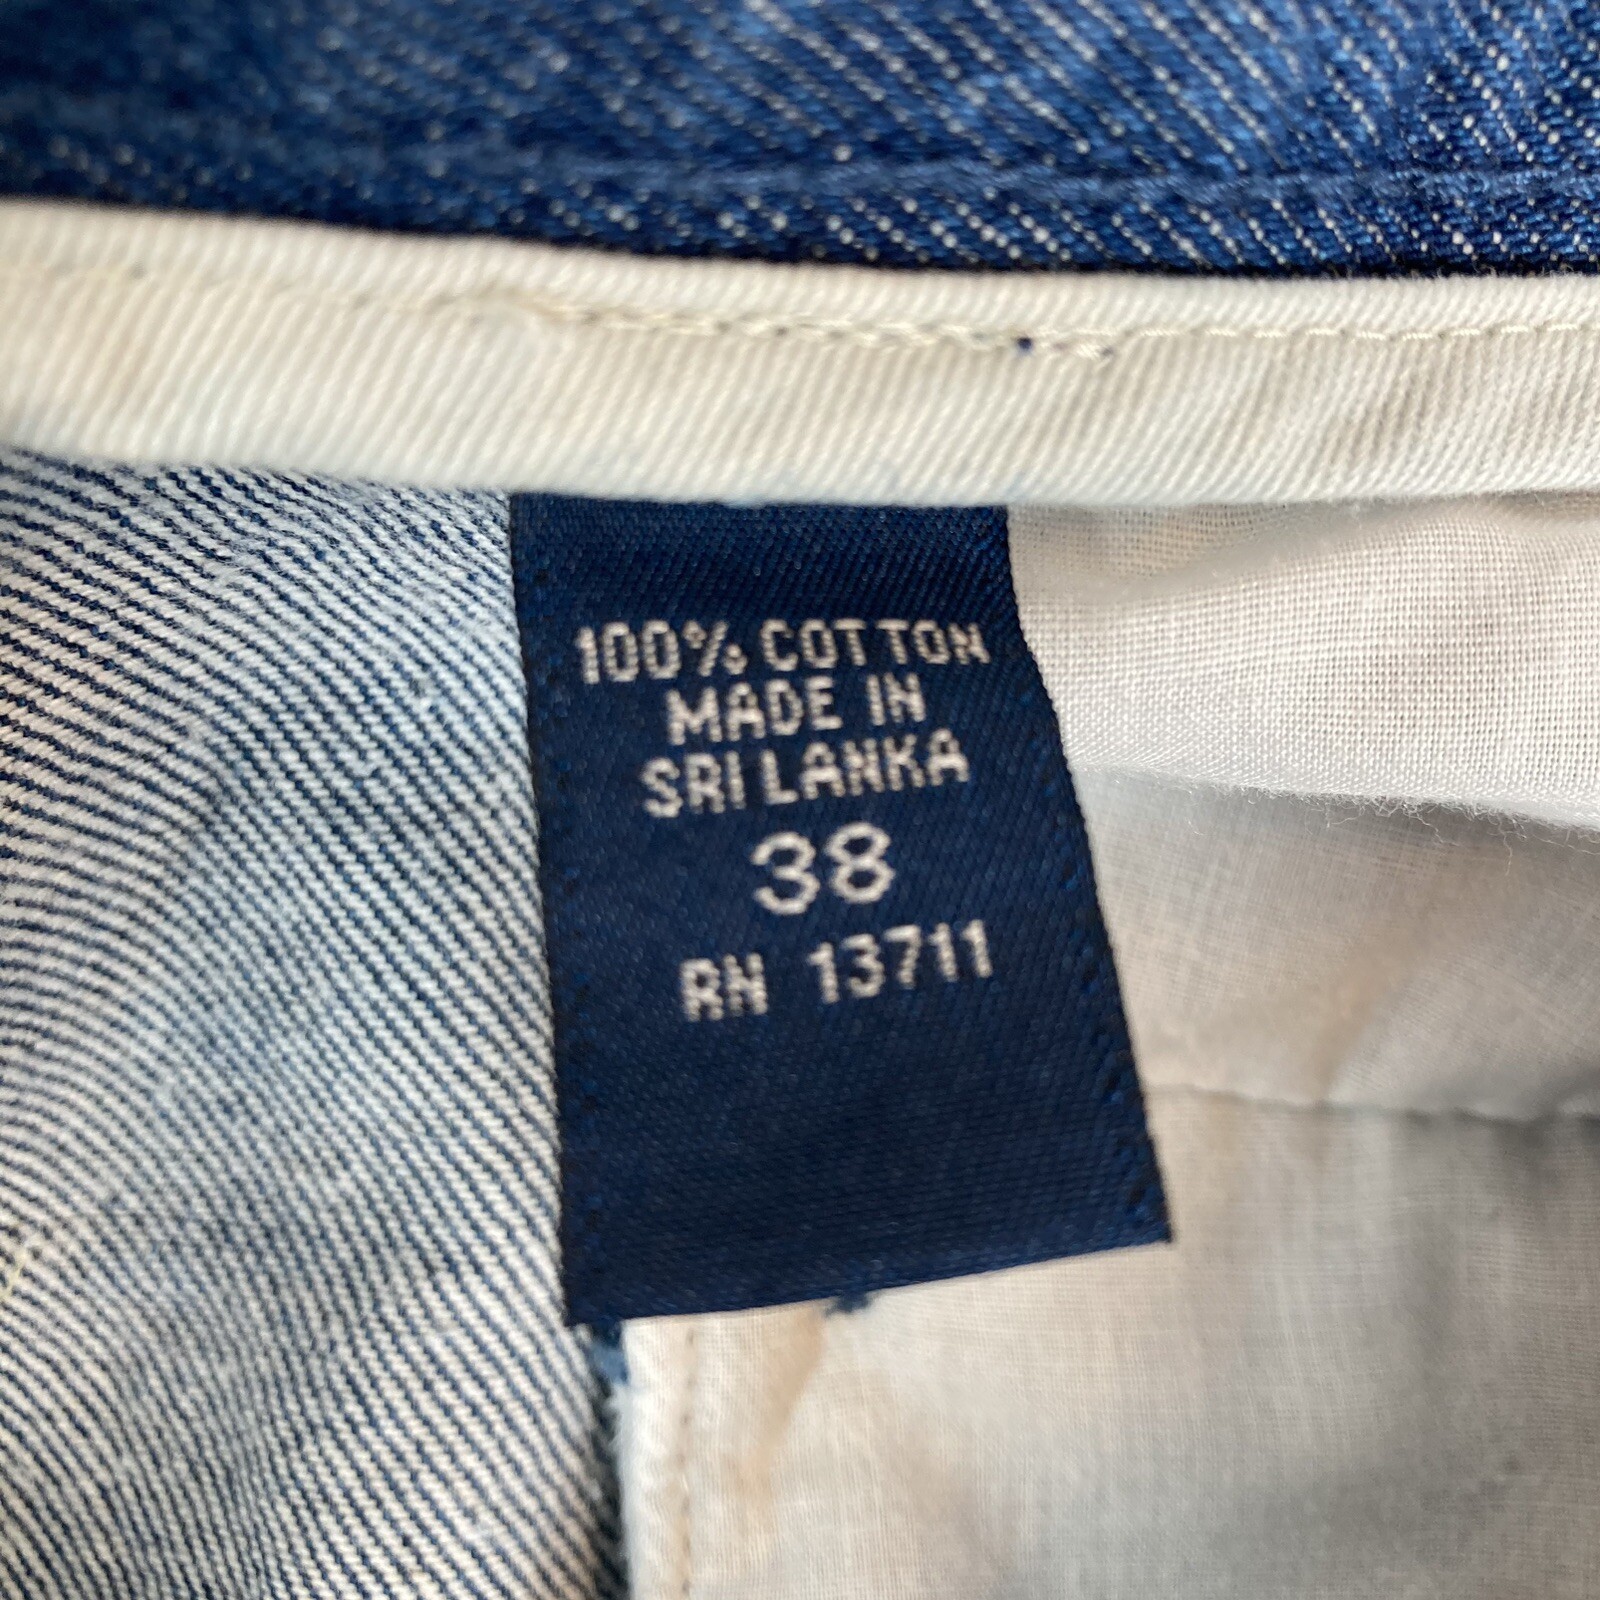 100% COTTON
MADE IN
SRI LANKA
38
RN 13711